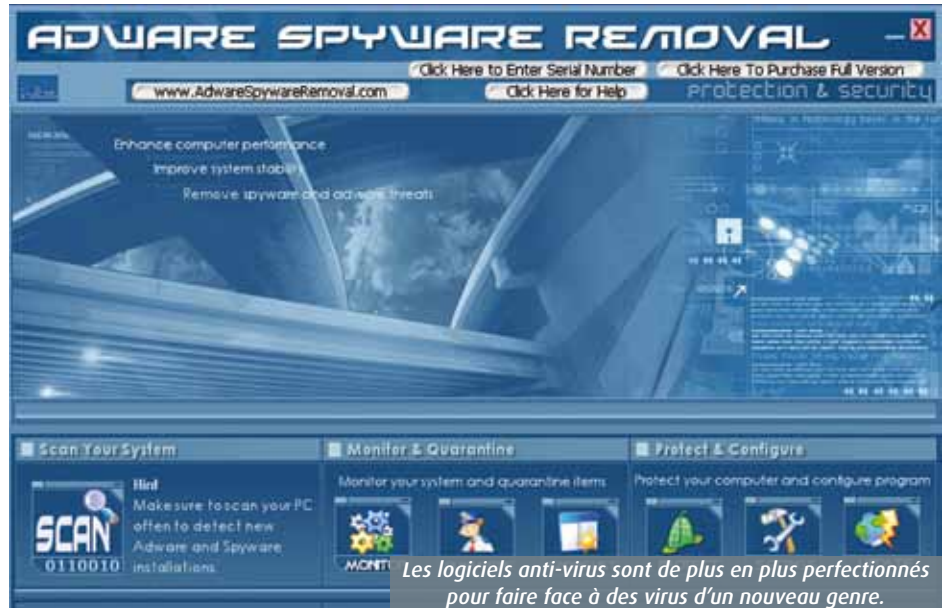 ADWARE SPYWARE REMOVAL
Click Here to Enter Serial Number
Click Here To Purchase Full Version
www.AdwareSpywareRemoval.com
Click Here for Help
protection & security
Enhance computer performance
Improve system stability
Remove spyware and adware threats
Scan Your System
SCAN
0110010
Hint
Make sure to scan your PC
often to detect new
Adware and Spyware
installations.
Monitor & Quarantine
Monitor your system and quarantine items
Protect & Configure
Protect your computer and configure program
Les logiciels anti-virus sont de plus en plus perfectionnés
pour faire face à des virus d'un nouveau genre.